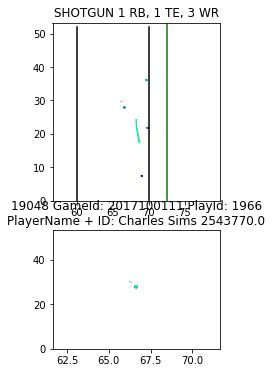 SHOTGUN 1 RB, 1 TE, 3 WR
50
40
30
20
10
0
60 65 70 75
19048 GameId: 2017100111 PlayId: 1966
PlayerName + ID: Charles Sims 2543770.0
40
20
0
62.5 65.0 67.5 70.0